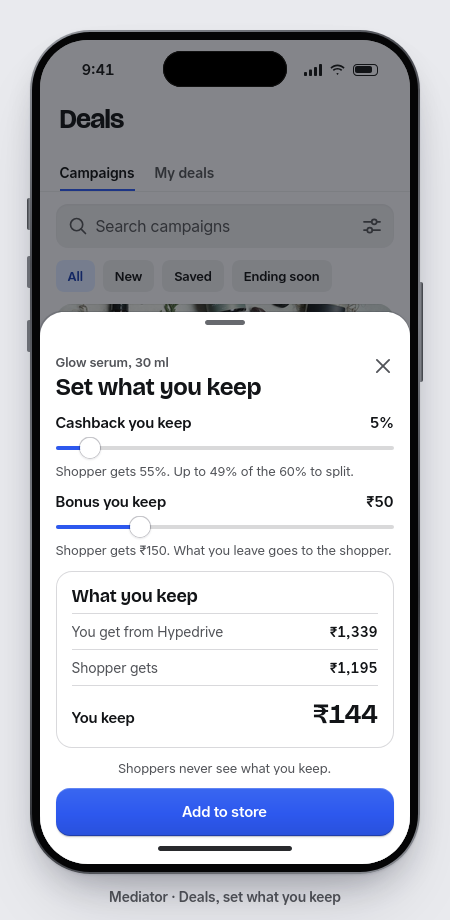 9:41
Deals
Campaigns My deals
Search campaigns
All New Saved Ending soon
Glow serum, 30 ml
Set what you keep
Cashback you keep 5%
Shopper gets 55%. Up to 49% of the 60% to split.
Bonus you keep ₹50
Shopper gets ₹150. What you leave goes to the shopper.
What you keep
You get from Hypedrive ₹1,339
Shopper gets ₹1,195
You keep ₹144
Shoppers never see what you keep.
Add to store
Mediator · Deals, set what you keep